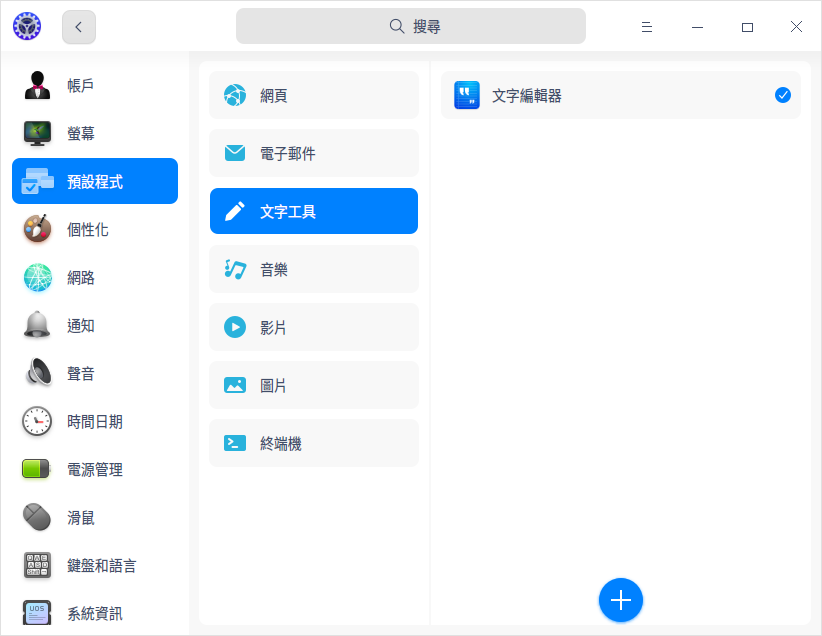 搜尋
帳戶
螢幕
預設程式
個性化
網路
通知
聲音
時間日期
電源管理
滑鼠
鍵盤和語言
系統資訊
網頁
電子郵件
文字工具
音樂
影片
圖片
終端機
文字編輯器
UOS